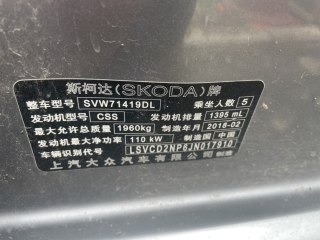 斯柯达(SKODA)牌
整车型号 SVW71419DL 乘坐人数 5
发动机型号 CSS 发动机排量 1395 mL
最大允许总质量 1960kg 制造年月 2018-02
发动机最大净功率 110 kW 制造国 中国
车辆识别代号 LSVCD2NP6JN017910
上汽大众汽车有限公司